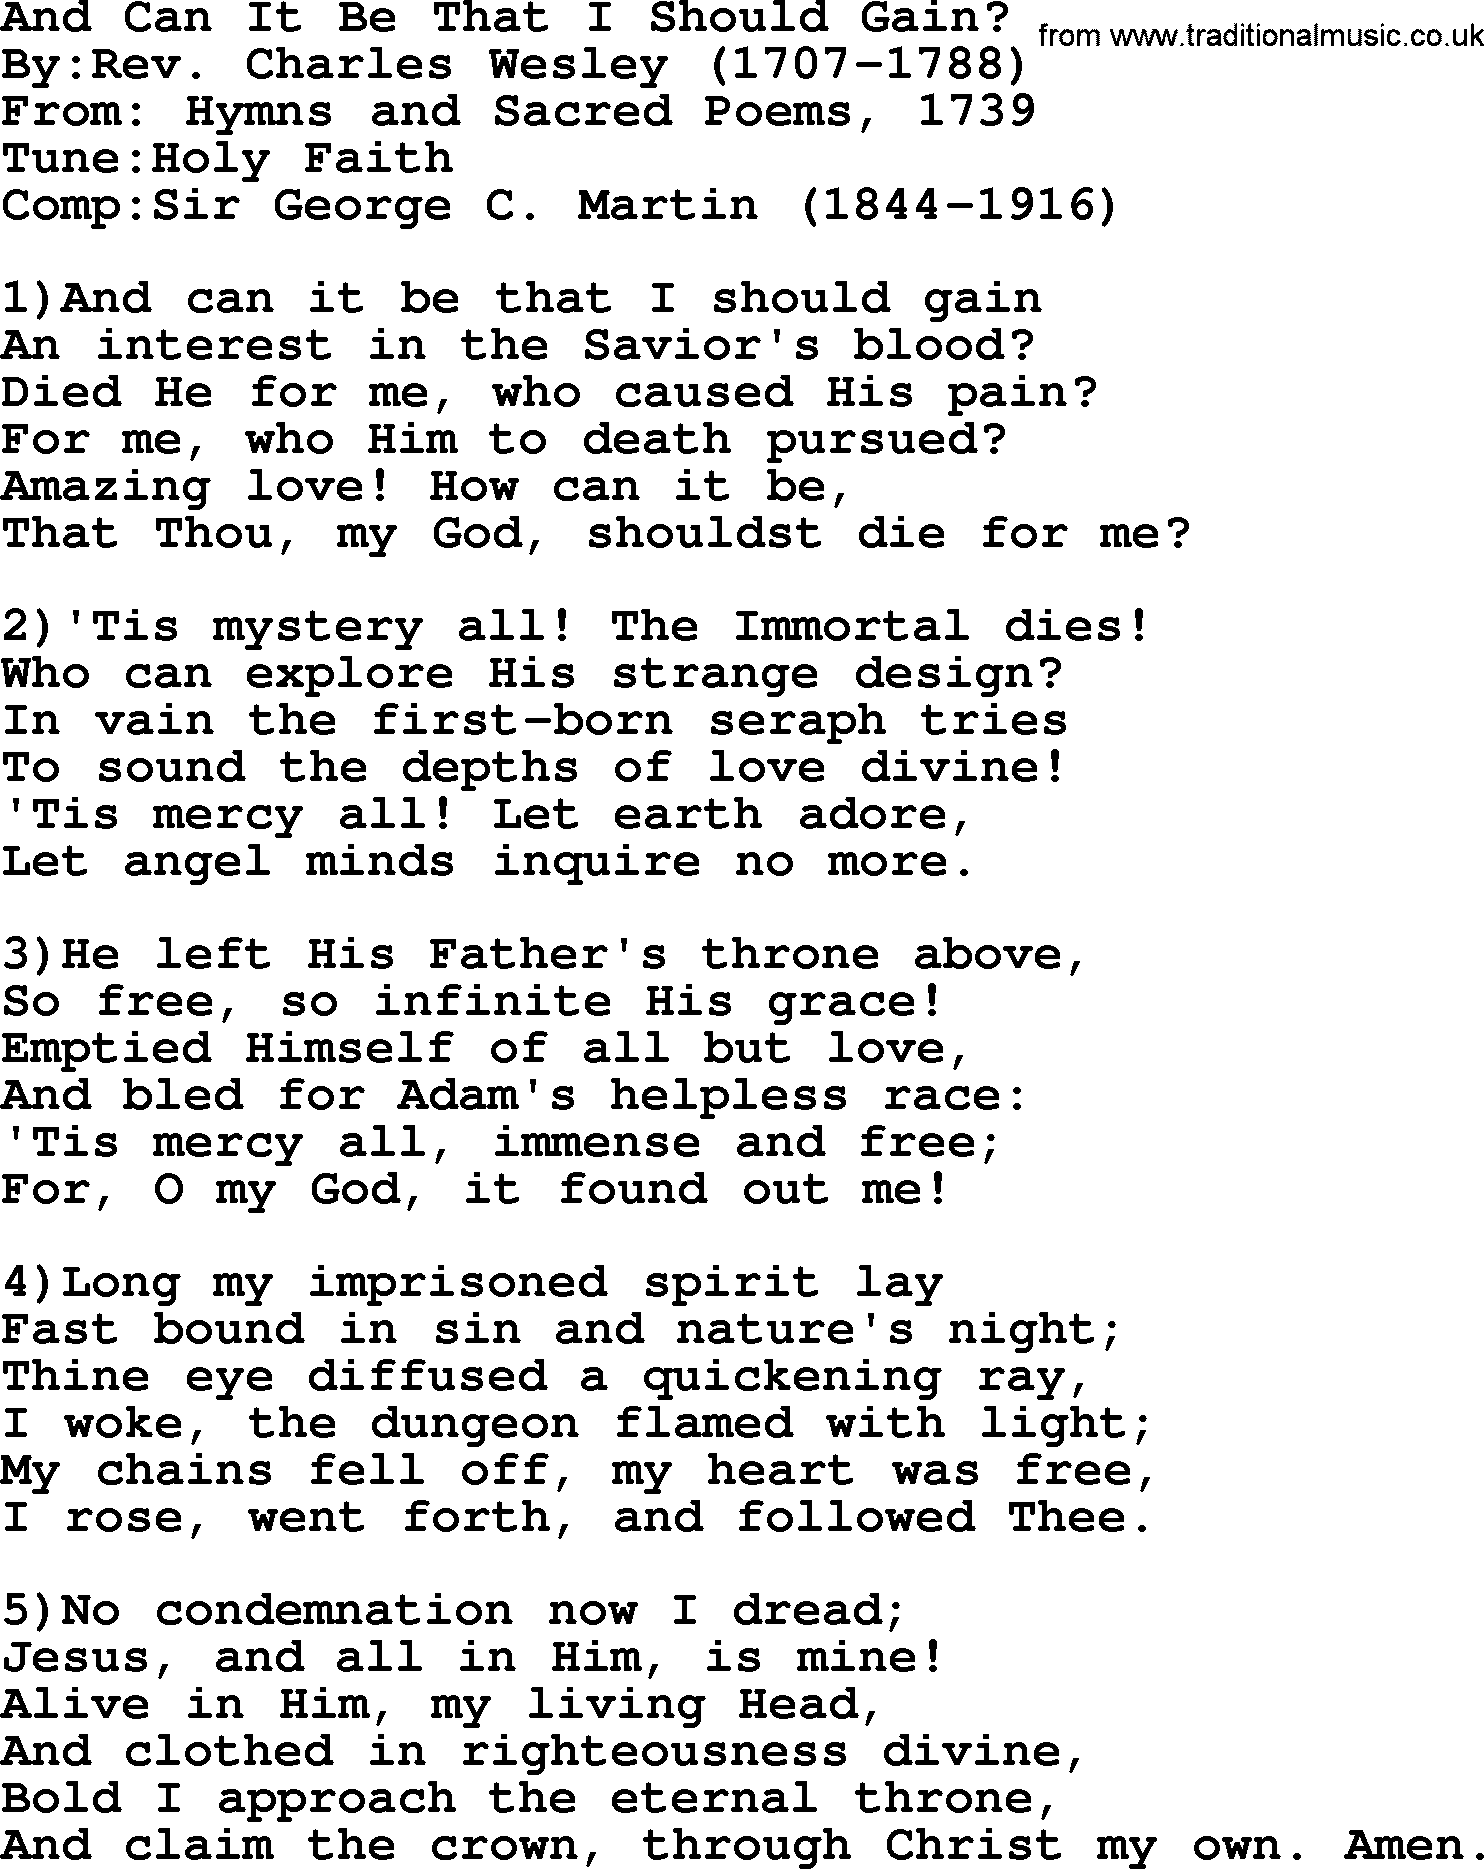 And Can It Be That I Should Gain?
from www.traditionalmusic.co.uk
By:Rev. Charles Wesley (1707-1788)
From: Hymns and Sacred Poems, 1739
Tune:Holy Faith
Comp:Sir George C. Martin (1844-1916)

1)And can it be that I should gain
An interest in the Savior's blood?
Died He for me, who caused His pain?
For me, who Him to death pursued?
Amazing love! How can it be,
That Thou, my God, shouldst die for me?

2)'Tis mystery all! The Immortal dies!
Who can explore His strange design?
In vain the first-born seraph tries
To sound the depths of love divine!
'Tis mercy all! Let earth adore,
Let angel minds inquire no more.

3)He left His Father's throne above,
So free, so infinite His grace!
Emptied Himself of all but love,
And bled for Adam's helpless race:
'Tis mercy all, immense and free;
For, O my God, it found out me!

4)Long my imprisoned spirit lay
Fast bound in sin and nature's night;
Thine eye diffused a quickening ray,
I woke, the dungeon flamed with light;
My chains fell off, my heart was free,
I rose, went forth, and followed Thee.

5)No condemnation now I dread;
Jesus, and all in Him, is mine!
Alive in Him, my living Head,
And clothed in righteousness divine,
Bold I approach the eternal throne,
And claim the crown, through Christ my own. Amen.